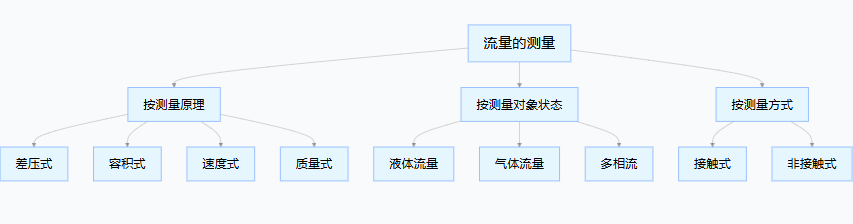 流量的测量
按测量原理
按测量对象状态
按测量方式
差压式
容积式
速度式
质量式
液体流量
气体流量
多相流
接触式
非接触式